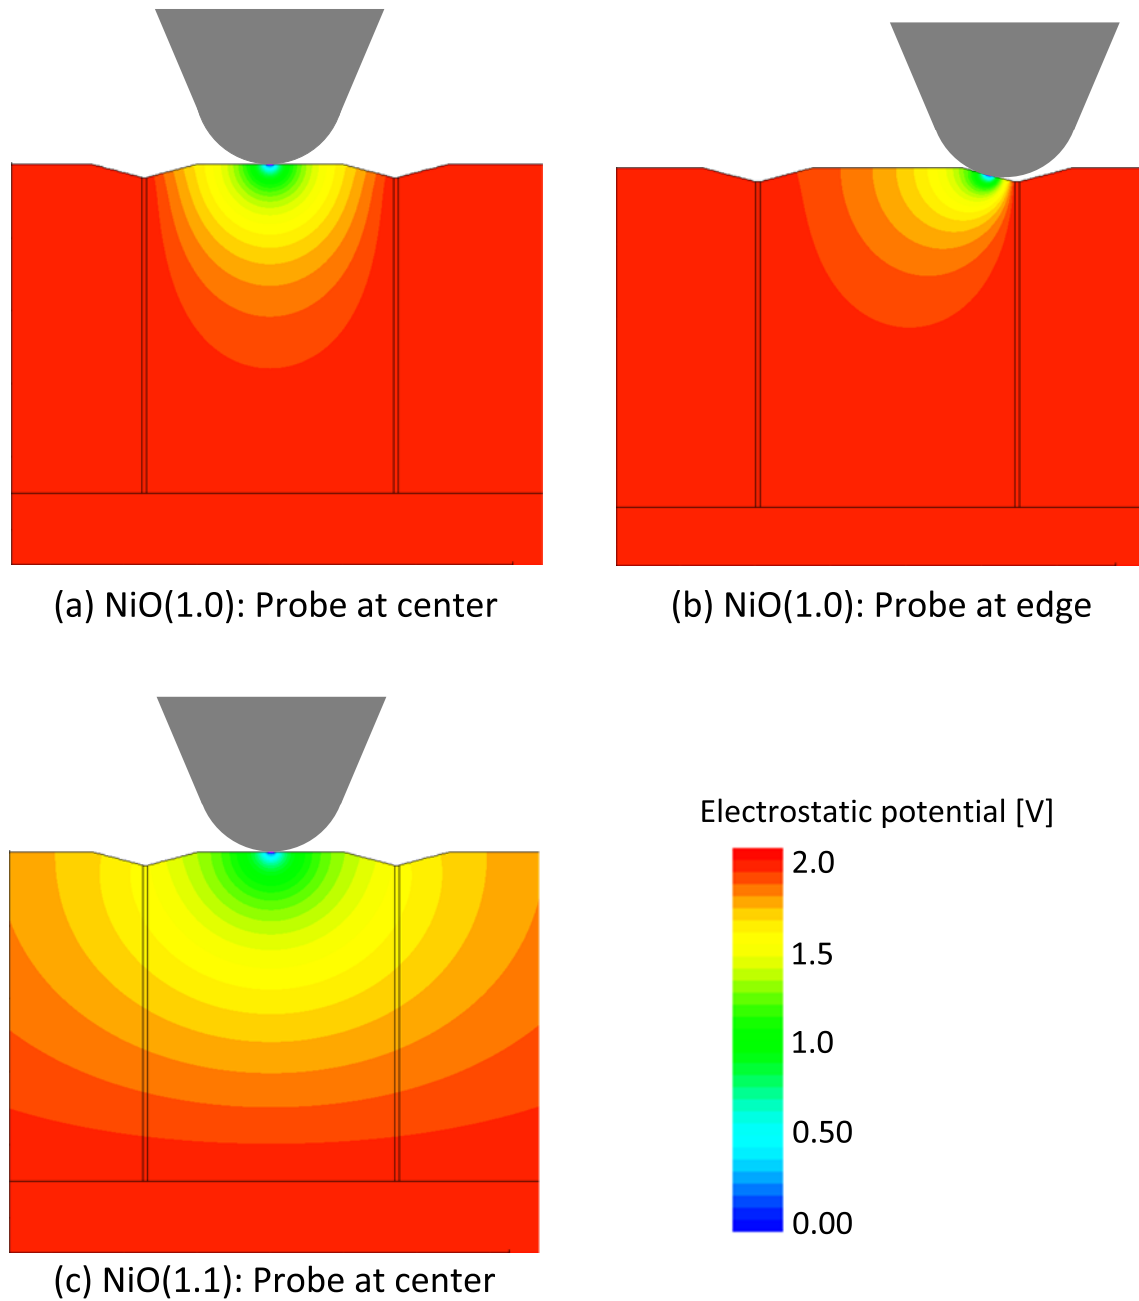 (a) NiO(1.0): Probe at center
(b) NiO(1.0): Probe at edge
Electrostatic potential [V]
2.0
1.5
1.0
0.50
0.00
(c) NiO(1.1): Probe at center